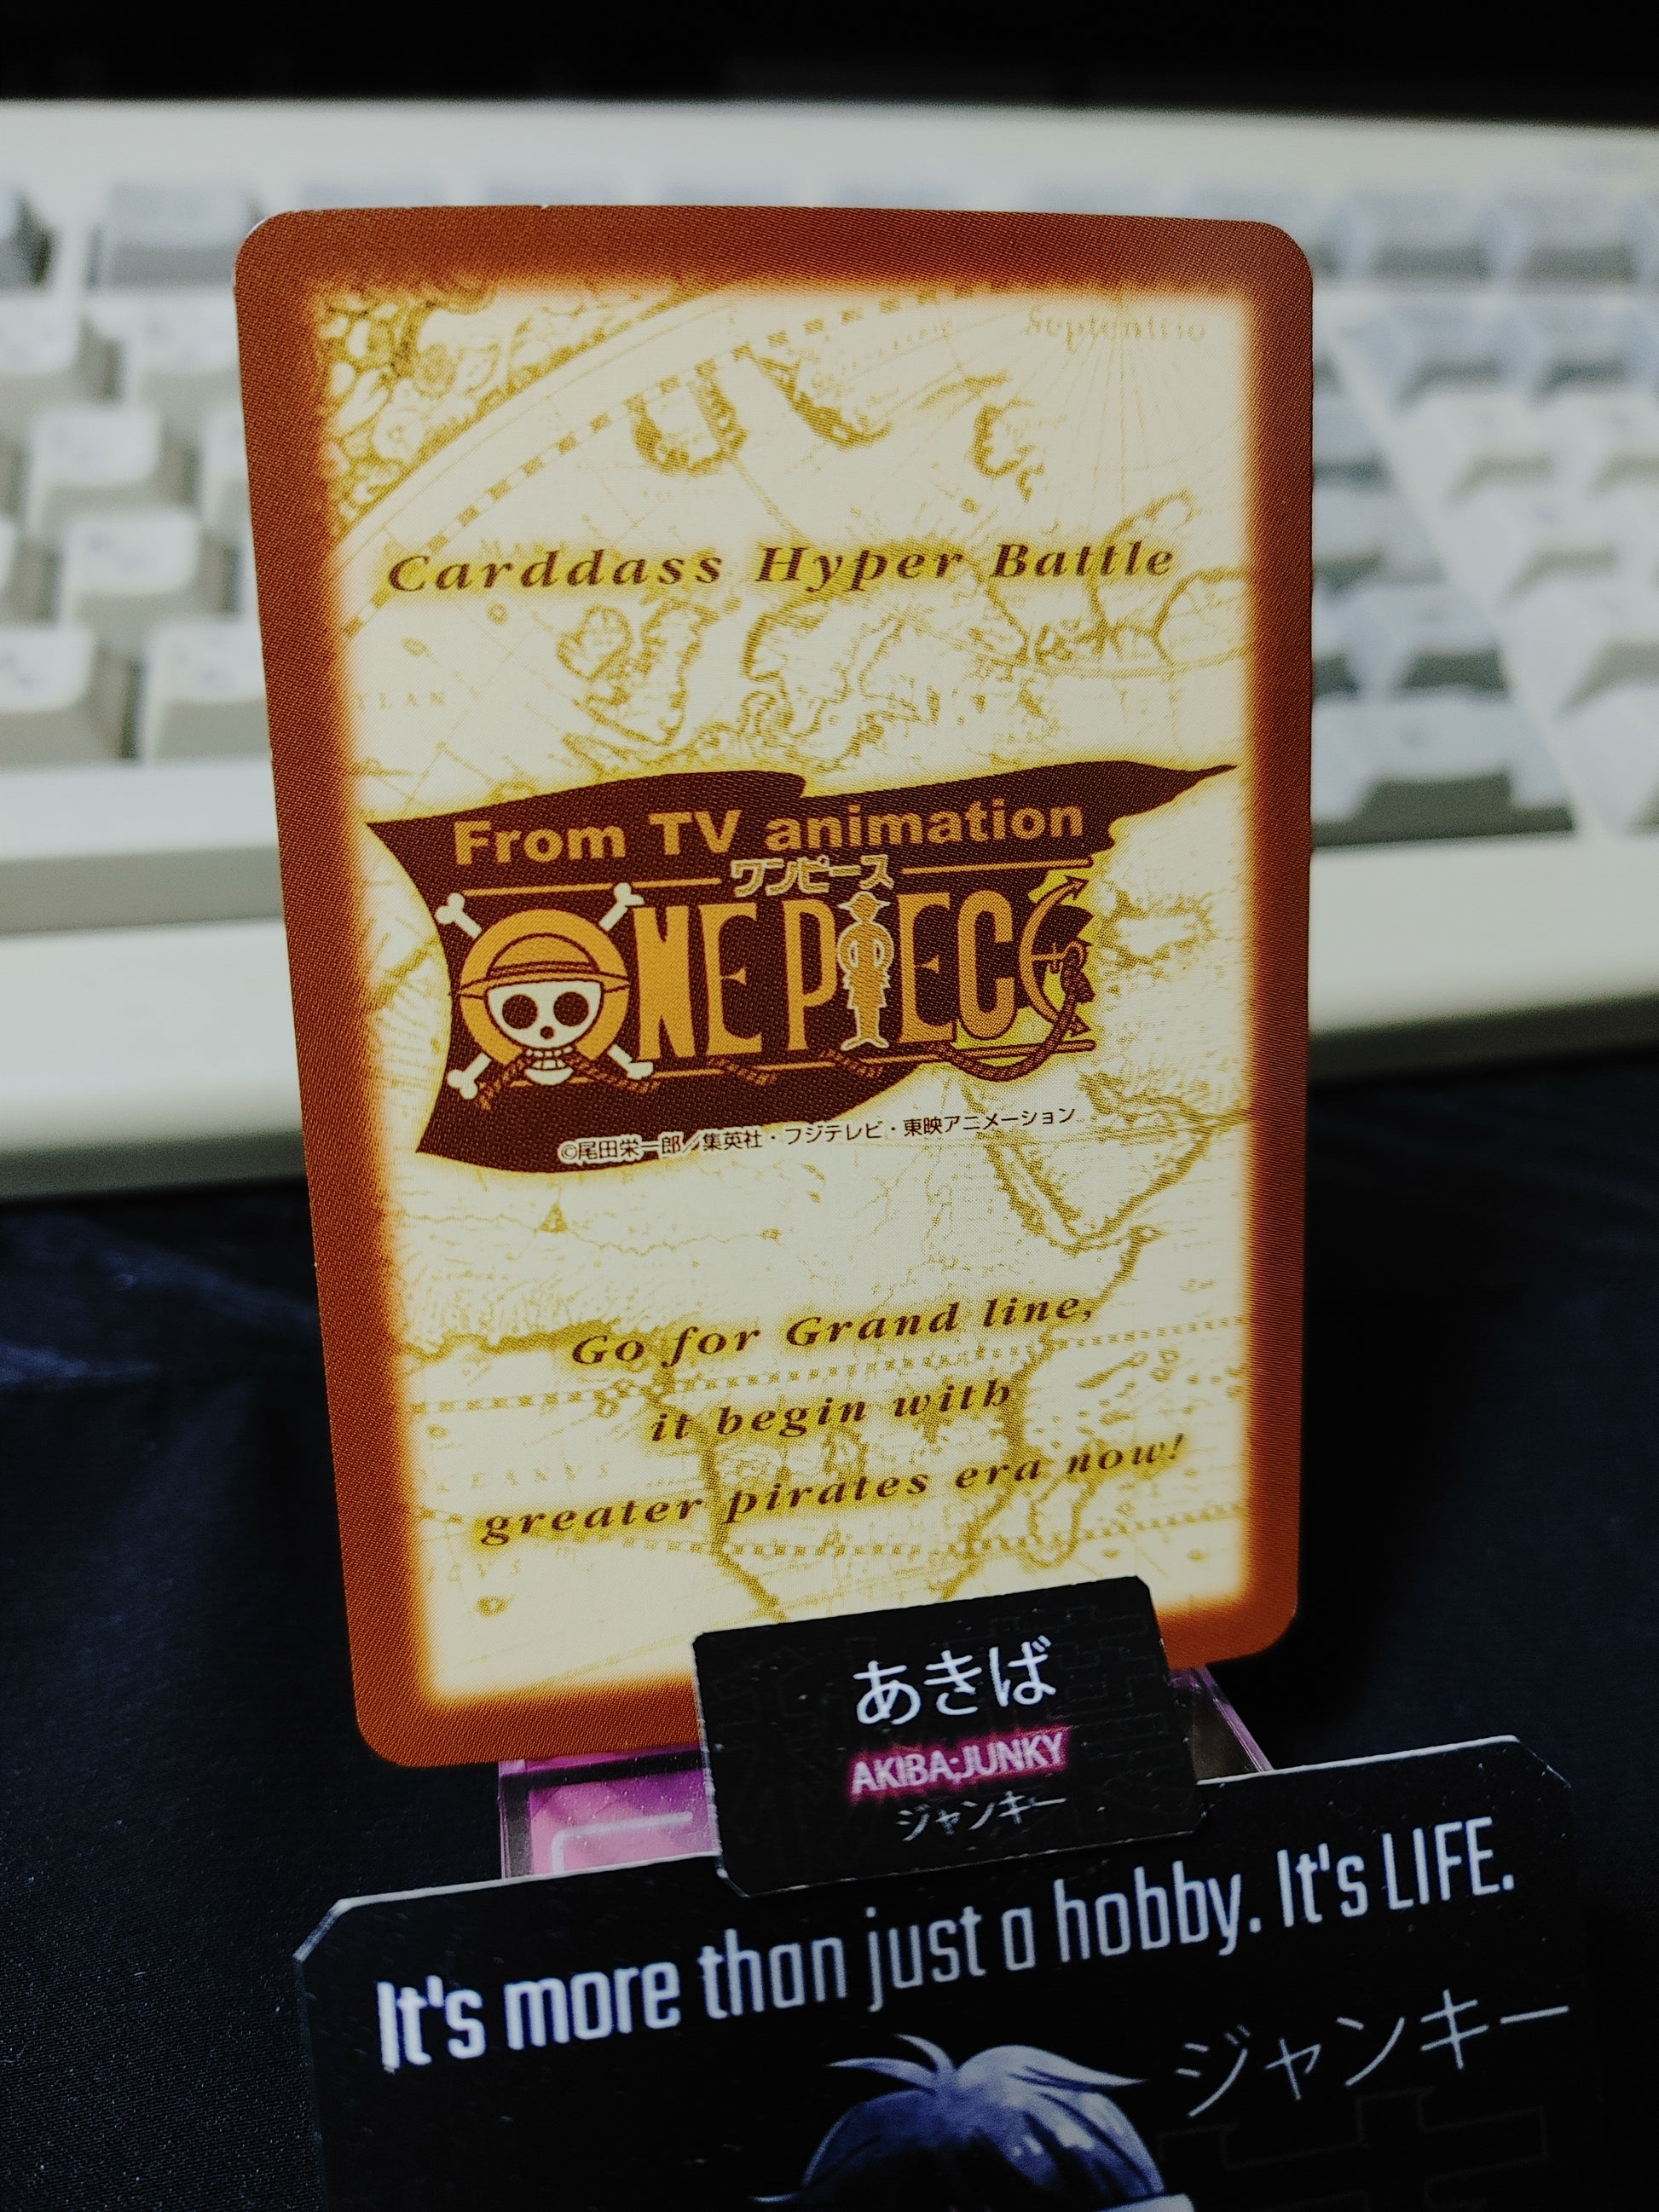 Septentrio
Carddass Hyper Battle
From TV animation
ワンピース
ONE PIECE
©尾田栄一郎／集英社・フジテレビ・東映アニメーション
Go for Grand line,
it begin with
greater pirates era now!
あきば
AKIBA;JUNKY
ジャンキー
It's more than just a hobby. It's LIFE.
ジャンキー